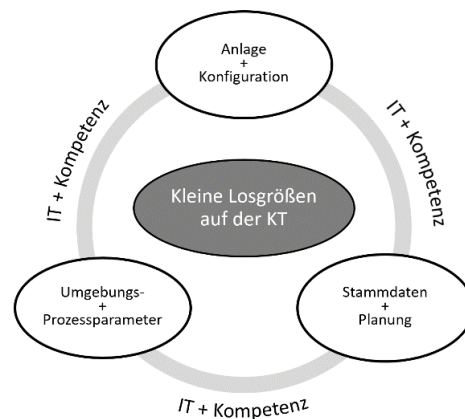 Anlage
+
Konfiguration
IT + Kompetenz
IT + Kompetenz
Kleine Losgrößen
auf der KT
Umgebungs-
+
Prozessparameter
Stammdaten
+
Planung
IT + Kompetenz